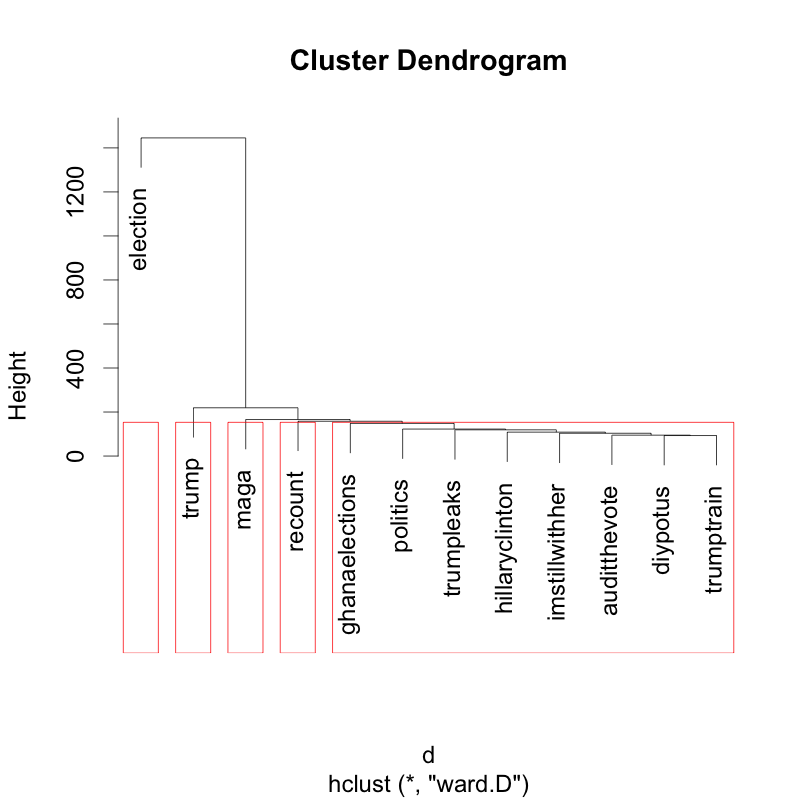 Cluster Dendrogram
Height
0
400
800
1200
election
trump
maga
recount
ghanaelections
politics
trumpleaks
hillaryclinton
imstillwithher
auditthevote
diypotus
trumptrain
d
hclust (*, "ward.D")